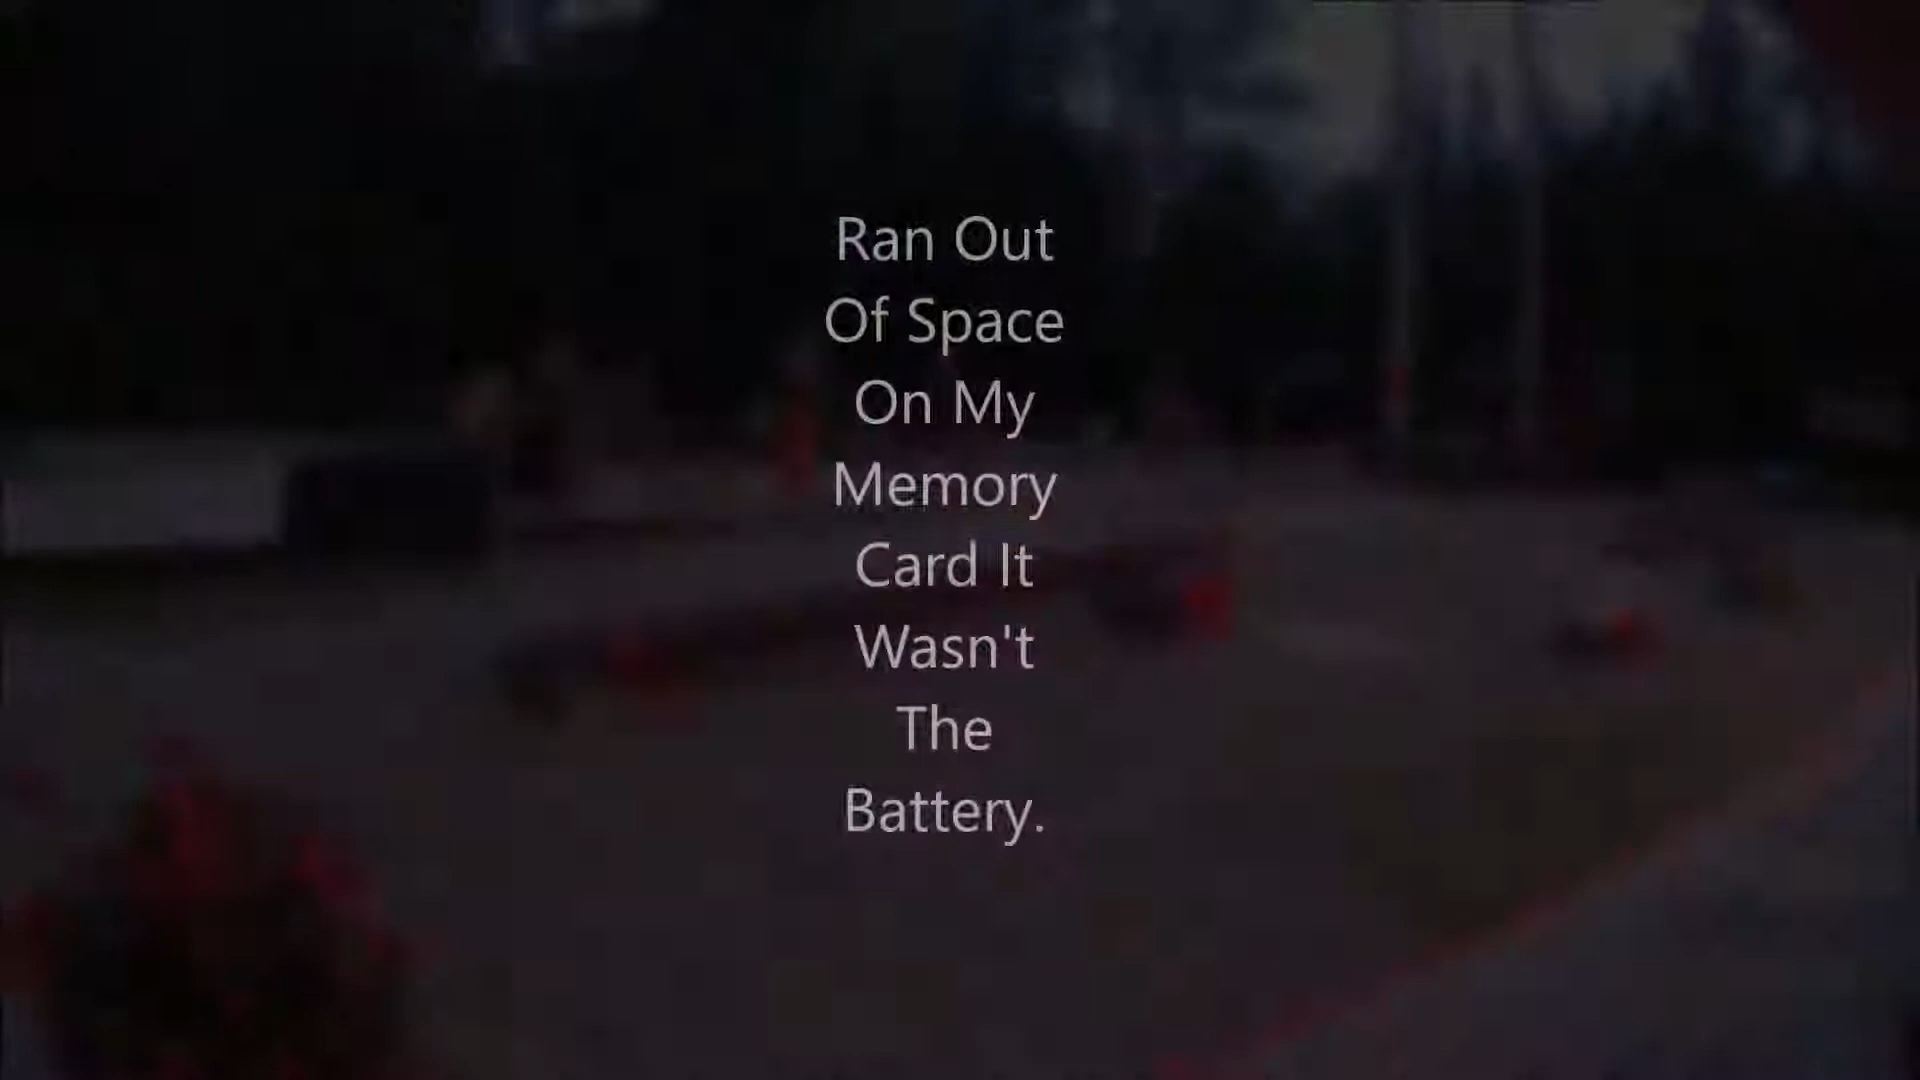 Ran Out
Of Space
On My
Memory
Card It
Wasn't
The
Battery.